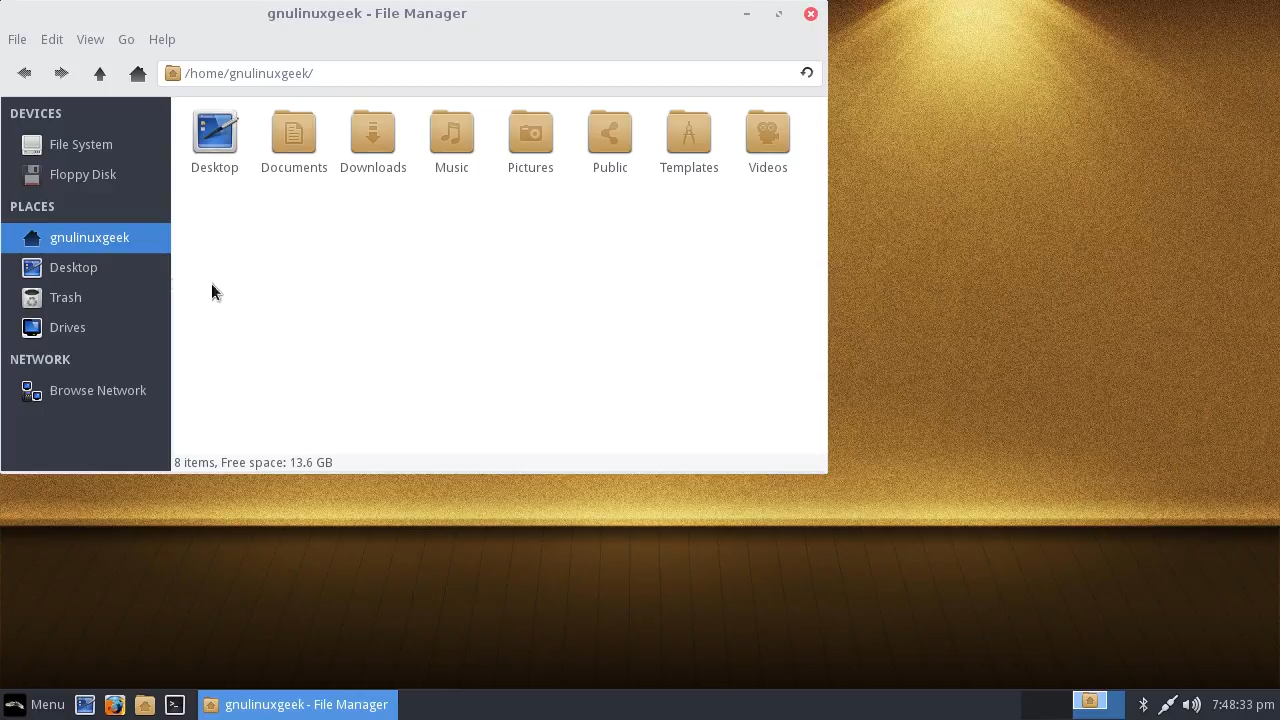 gnulinuxgeek - File Manager
File Edit View Go Help
/home/gnulinuxgeek/
DEVICES
File System
Floppy Disk
PLACES
gnulinuxgeek
Desktop
Trash
Drives
NETWORK
Browse Network
Desktop Documents Downloads Music Pictures Public Templates Videos
8 items, Free space: 13.6 GB
Menu gnulinuxgeek - File Manager 7:48:33 pm